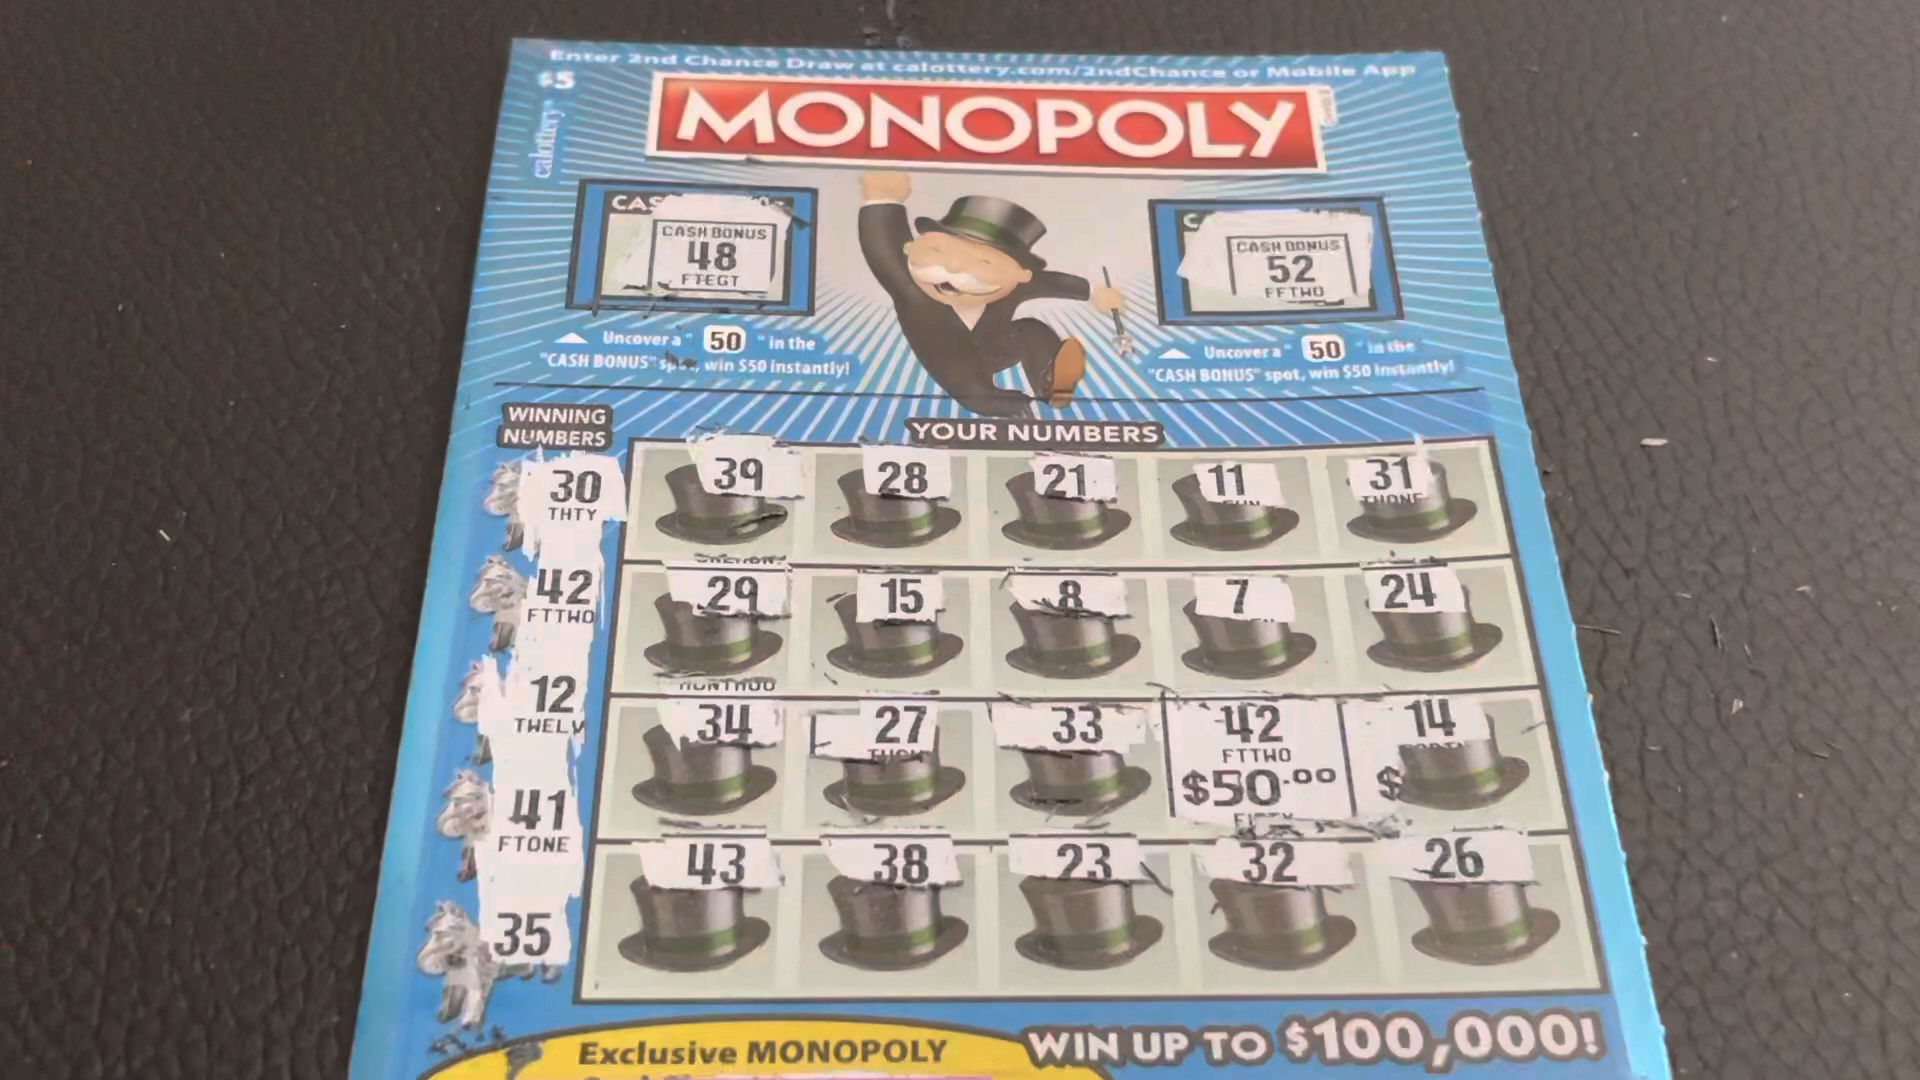 Enter 2nd Chance Draw at calottery.com/2ndChance or Mobile App
$5
calottery
MONOPOLY
CASH BONUS
48
FTEGT
CASH BONUS
52
FFTWO
Uncover a "50" in the
"CASH BONUS" spot, win $50 instantly!
Uncover a "50" in the
"CASH BONUS" spot, win $50 instantly!
WINNING
NUMBERS
YOUR NUMBERS
30
THTY
42
FTTWO
12
TWELV
41
FTONE
35
39 28 21 11 31
THONE
29 15 8 7 24
34 27 33 42 14
FTTWO
$50.00
$
43 38 23 32 26
Exclusive MONOPOLY
WIN UP TO $100,000!